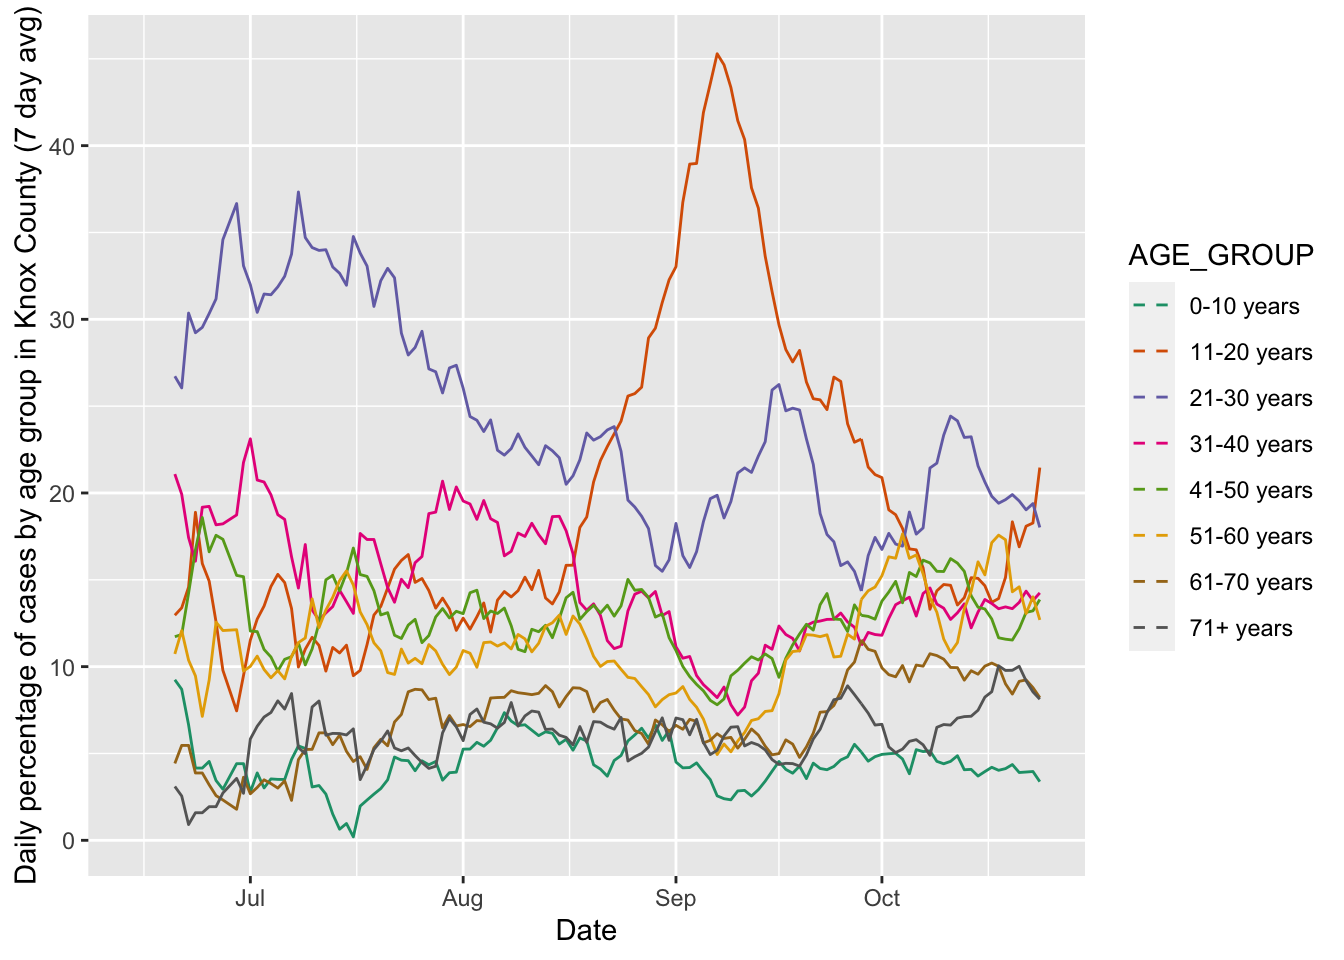 Daily percentage of cases by age group in Knox County (7 day avg)
40
30
20
10
0
Jul Aug Sep Oct
Date
AGE_GROUP
0-10 years
11-20 years
21-30 years
31-40 years
41-50 years
51-60 years
61-70 years
71+ years